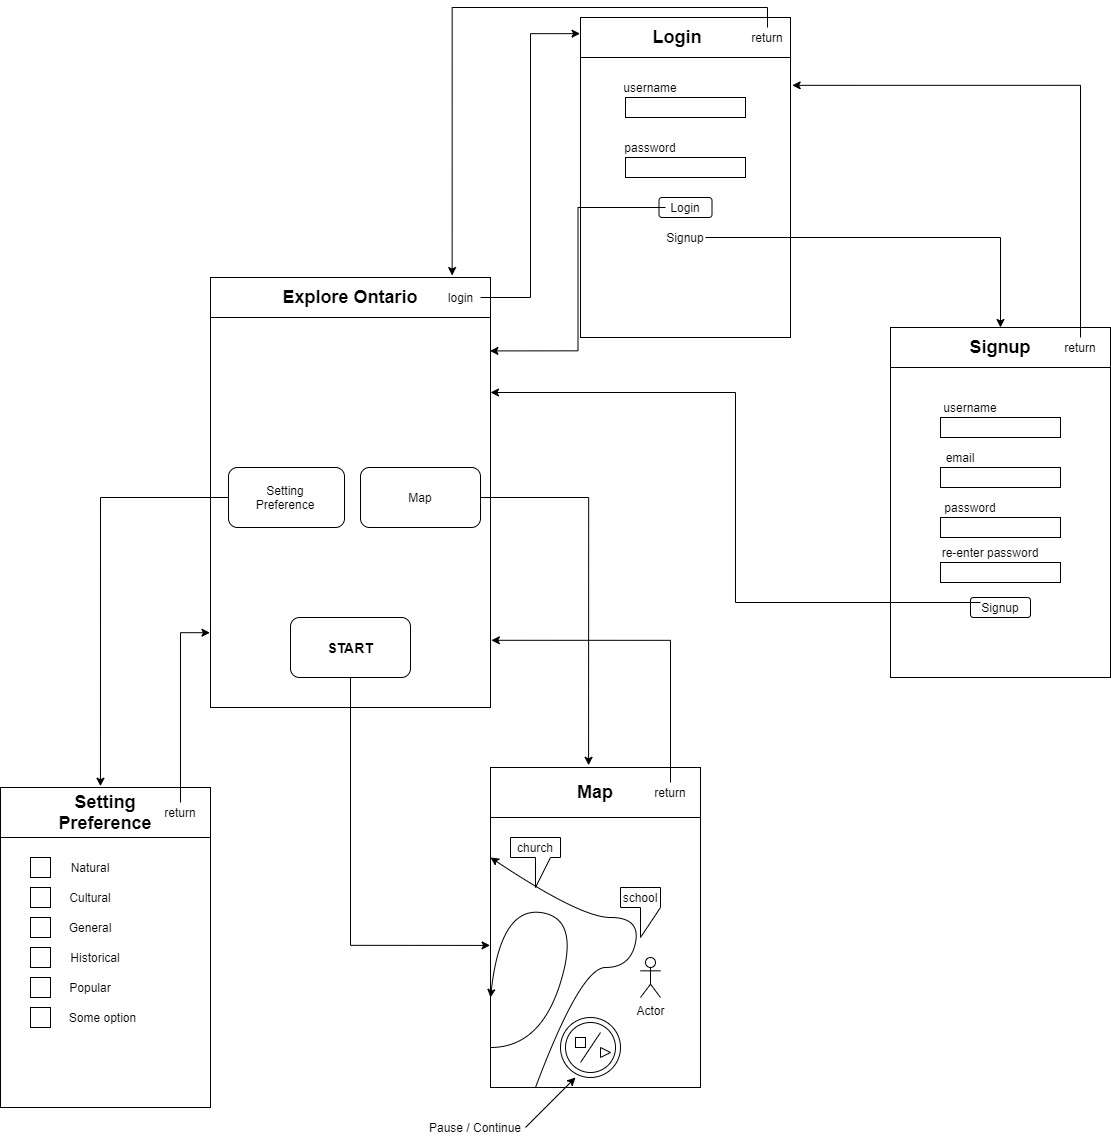 Login
return
username
password
Login
Signup
Explore Ontario
login
Setting
Preference
Map
START
Signup
return
username
email
password
re-enter password
Signup
Setting
Preference
return
Natural
Cultural
General
Historical
Popular
Some option
Map
return
church
school
Actor
Pause / Continue